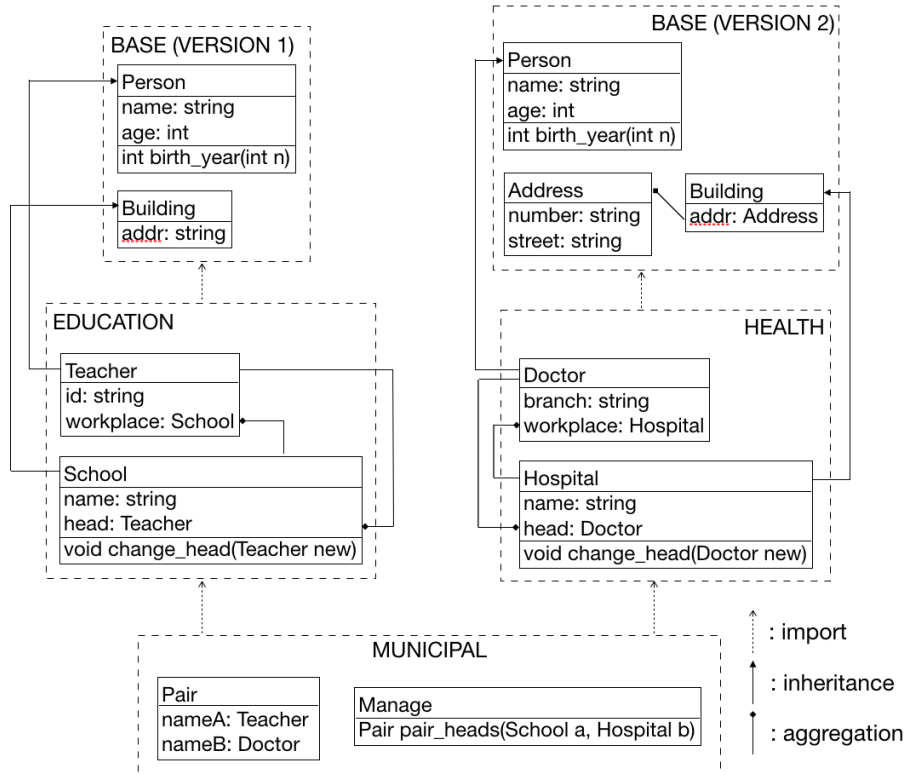 BASE (VERSION 1)
Person
name: string
age: int
int birth_year(int n)
Building
addr: string
BASE (VERSION 2)
Person
name: string
age: int
int birth_year(int n)
Address
number: string
street: string
Building
addr: Address
EDUCATION
Teacher
id: string
workplace: School
School
name: string
head: Teacher
void change_head(Teacher new)
HEALTH
Doctor
branch: string
workplace: Hospital
Hospital
name: string
head: Doctor
void change_head(Doctor new)
MUNICIPAL
Pair
nameA: Teacher
nameB: Doctor
Manage
Pair pair_heads(School a, Hospital b)
: import
: inheritance
: aggregation